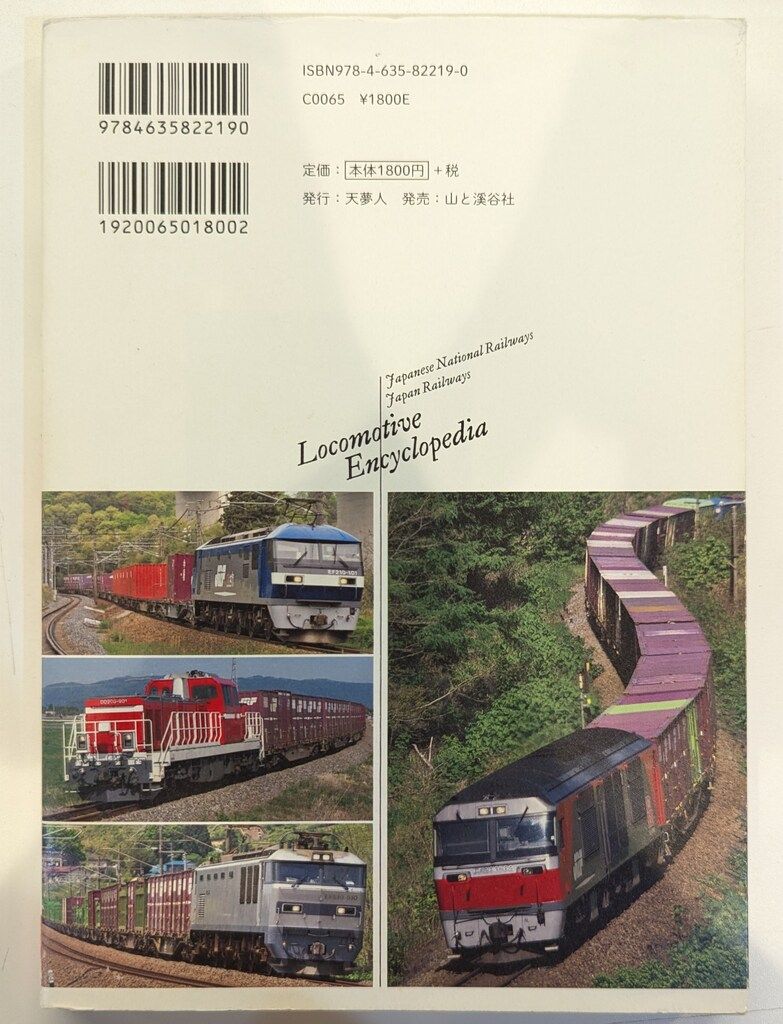 9784635822190
ISBN978-4-635-82219-0
C0065 ¥1800E
1920065018002
定価：本体1800円＋税
発行：天夢人 発売：山と溪谷社
Japanese National Railways
Japan Railways
Locomotive
Encyclopedia
EF210-101